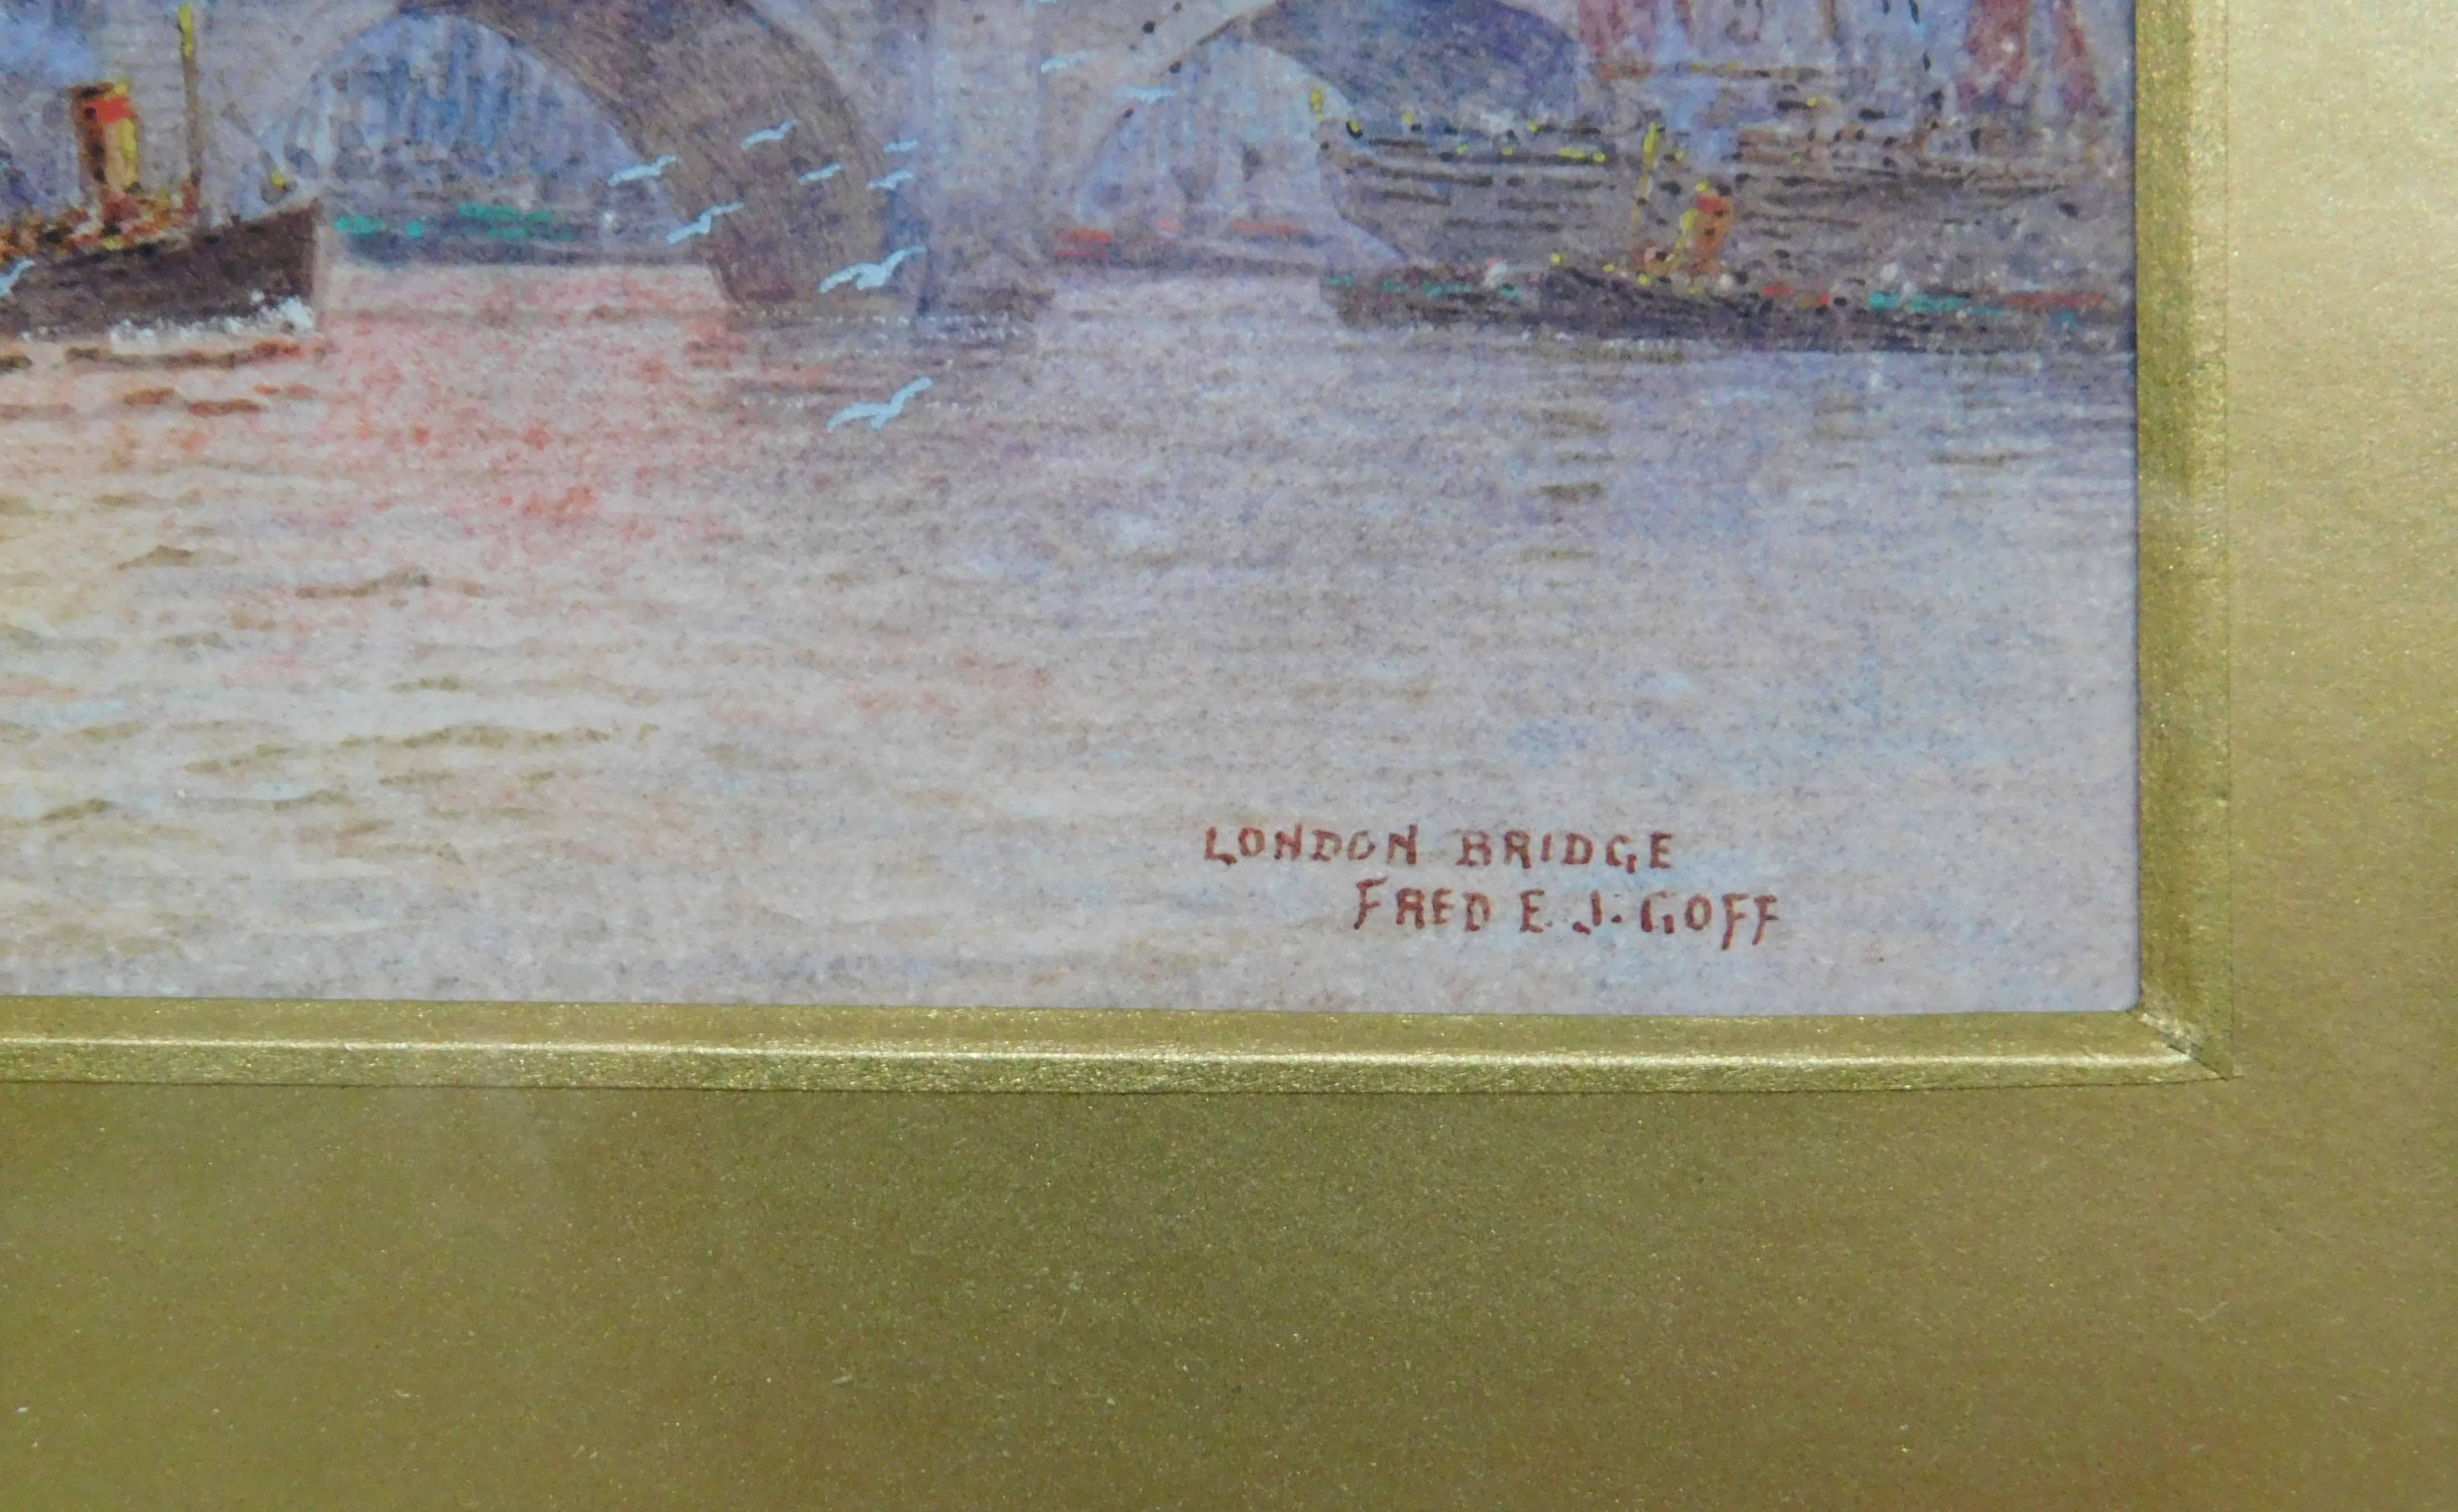 LONDON BRIDGE
FRED E. J. GOFF